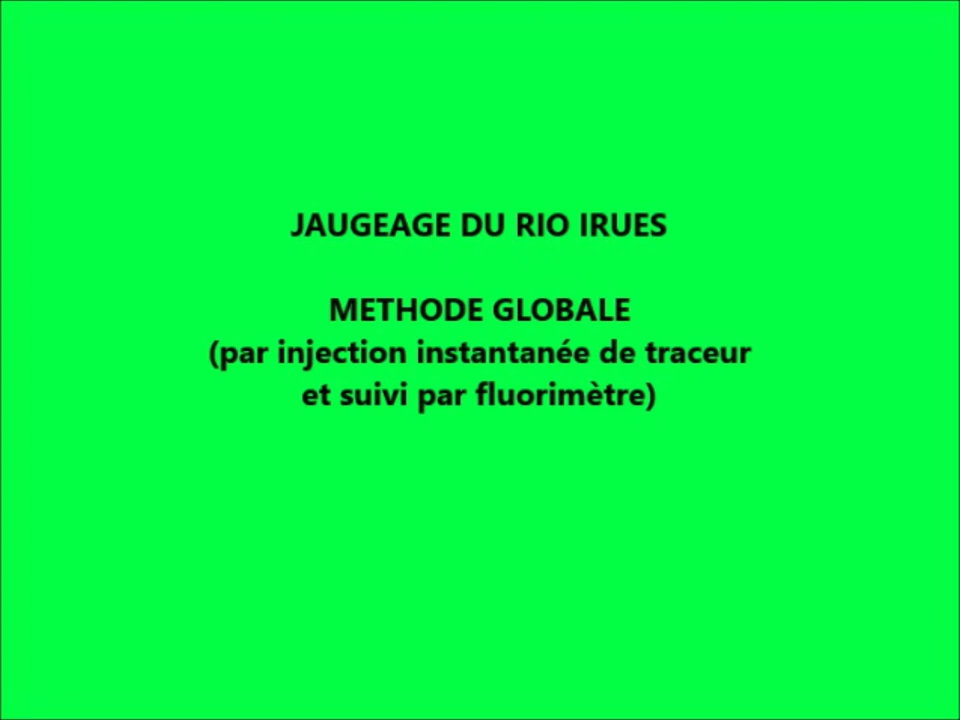 JAUGEAGE DU RIO IRUES
METHODE GLOBALE
(par injection instantanée de traceur
et suivi par fluorimètre)